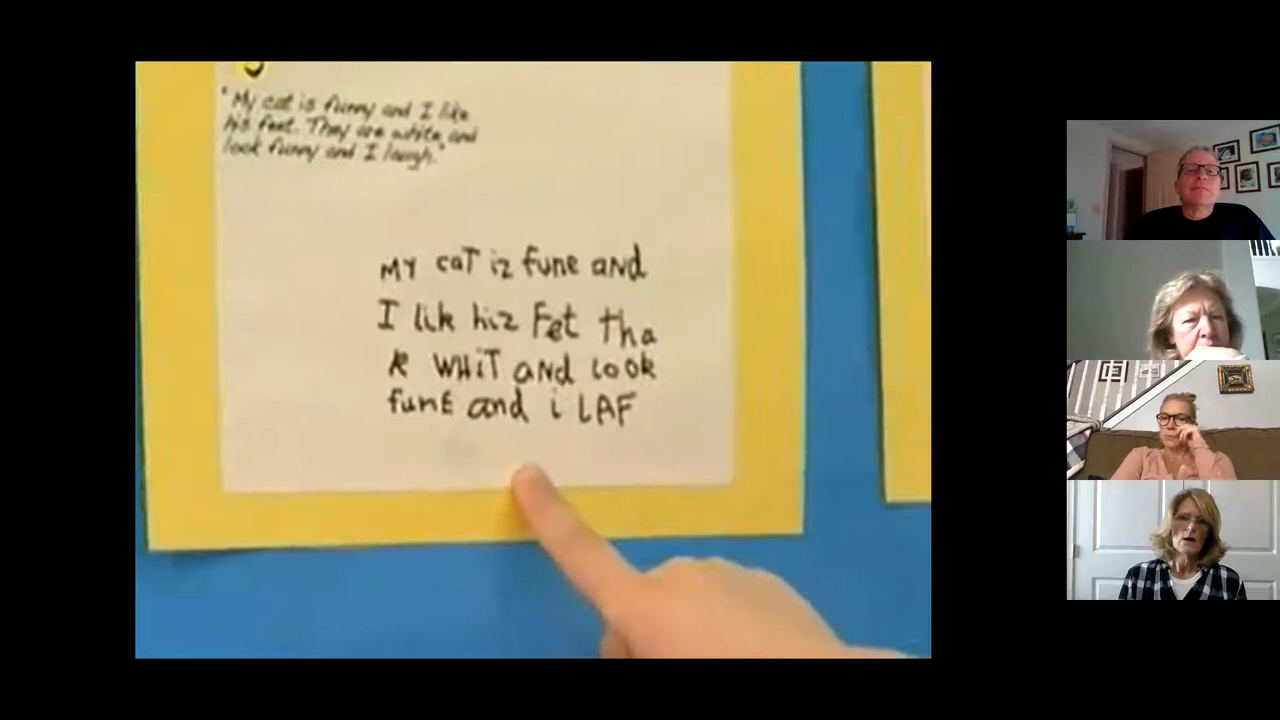 "My cat is funny and I like
his feet. They are white and
look funny and I laugh."
MY caT iz fune aNd
I lik hiz Fet tha
R WHiT aNd look
funE and i LAF